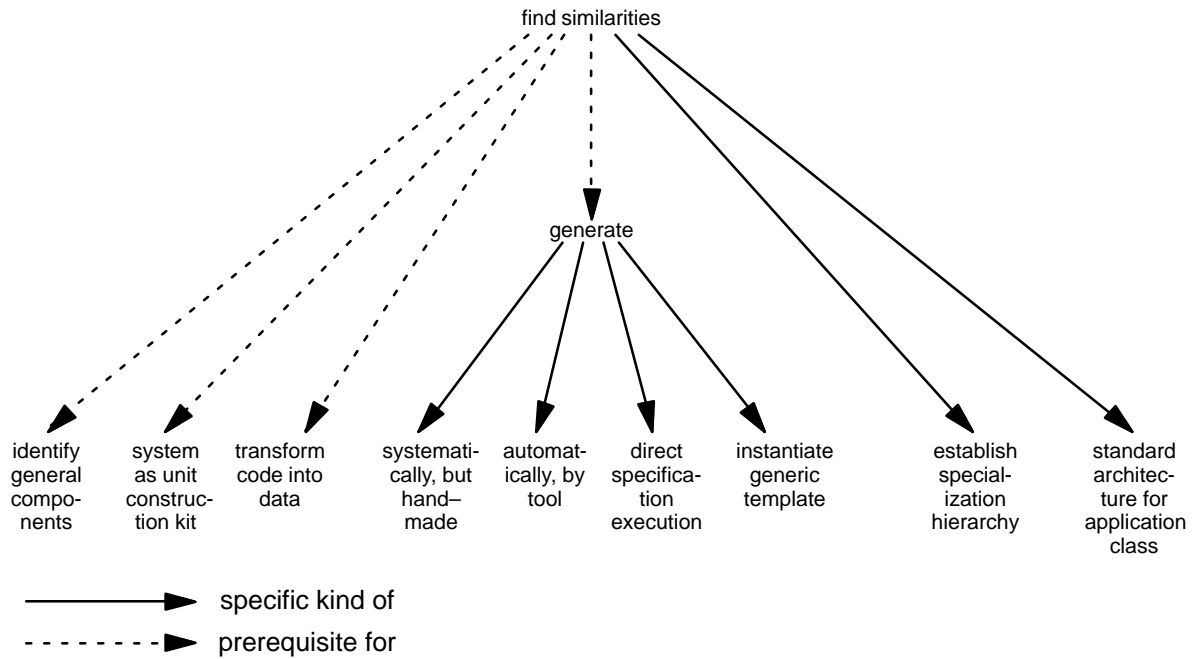 find similarities
generate
identify
general
compo-
nents
system
as unit
construc-
tion kit
transform
code into
data
systemati-
cally, but
hand–
made
automat-
ically, by
tool
direct
specifica-
tion
execution
instantiate
generic
template
establish
special-
ization
hierarchy
standard
architec-
ture for
application
class
specific kind of
prerequisite for